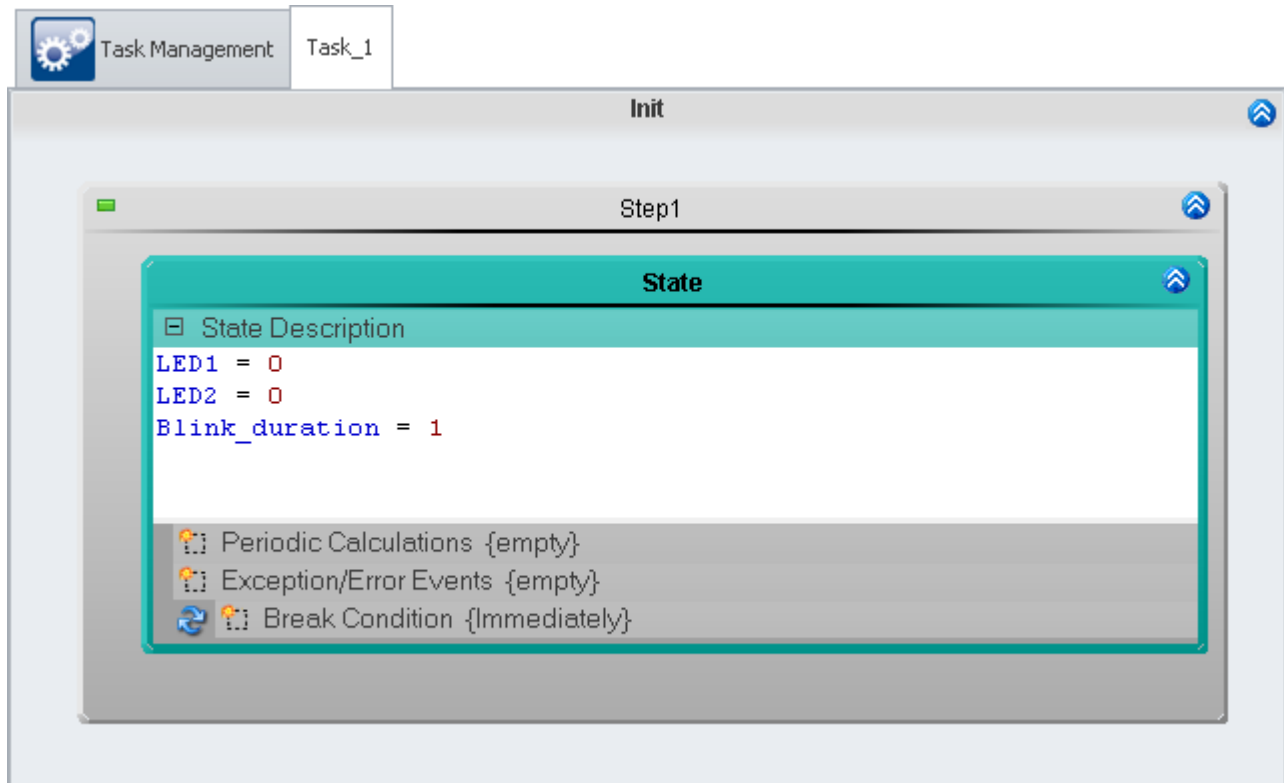 Task Management
Task_1
Init
Step1
State
State Description
LED1 = 0
LED2 = 0
Blink_duration = 1
Periodic Calculations {empty}
Exception/Error Events {empty}
Break Condition {Immediately}